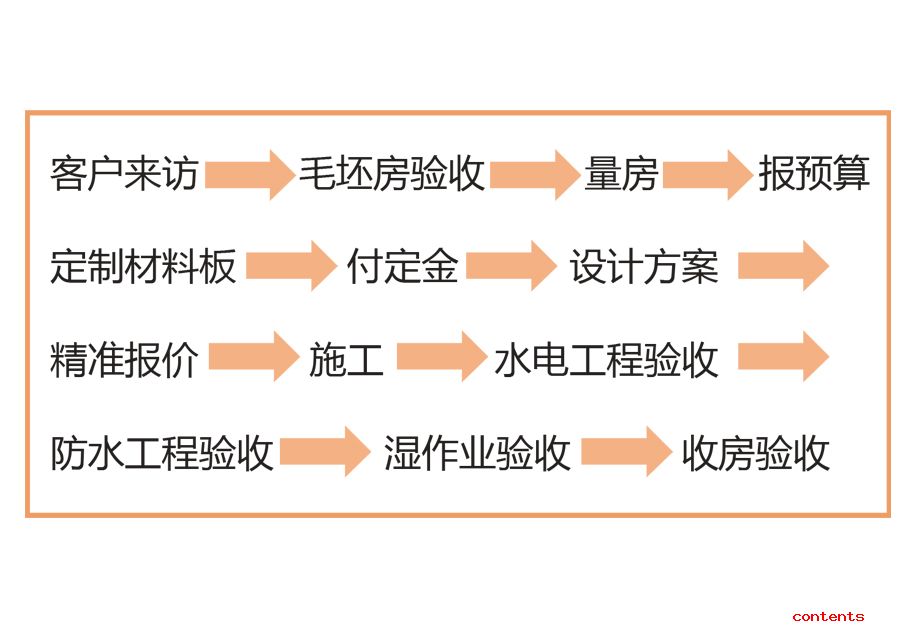 客户来访 毛坯房验收 量房 报预算
定制材料板 付定金 设计方案
精准报价 施工 水电工程验收
防水工程验收 湿作业验收 收房验收
contents